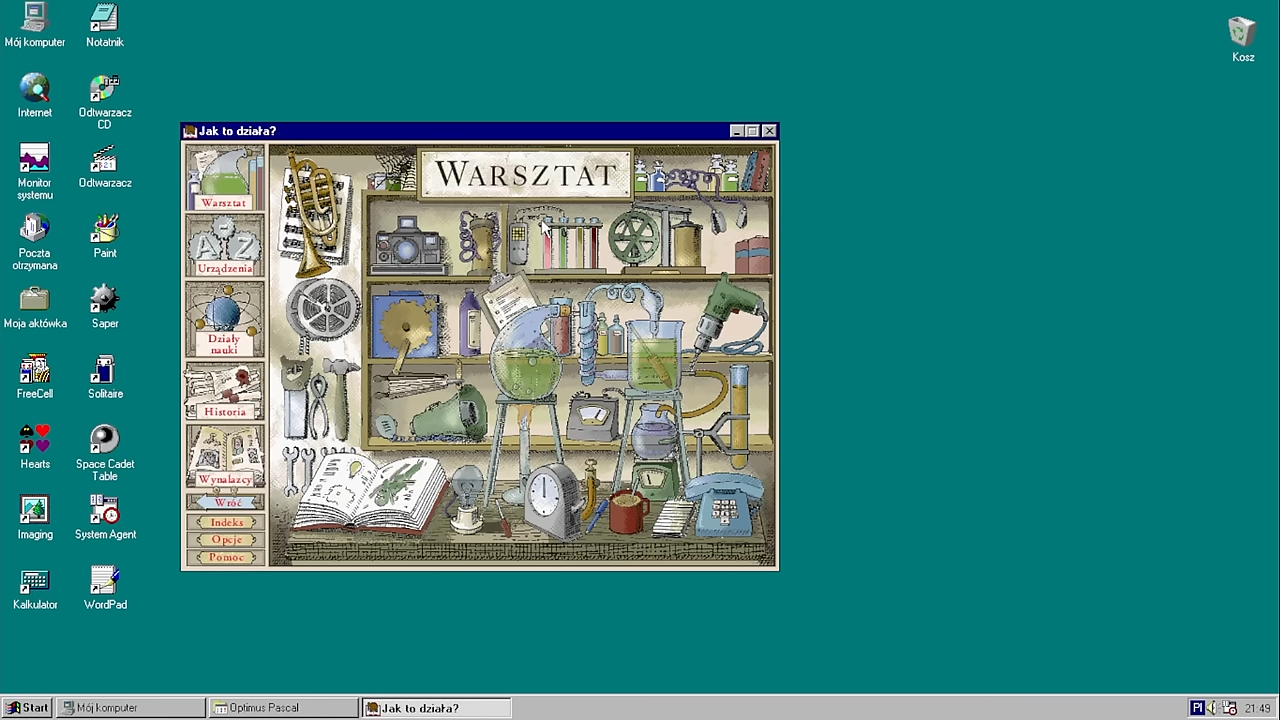 Mój komputer
Notatnik
Kosz
Internet
Odtwarzacz
CD
Monitor
systemu
Odtwarzacz
Poczta
otrzymana
Paint
Moja aktówka
Saper
FreeCell
Solitaire
Hearts
Space Cadet
Table
Imaging
System Agent
Kalkulator
WordPad
Jak to działa?
WARSZTAT
Warsztat
A-Z
Urządzenia
Działy
nauki
Historia
Wynalazcy
Wróć
Indeks
Opcje
Pomoc
Start
Mój komputer
Optimus Pascal
Jak to działa?
Pl
21:49